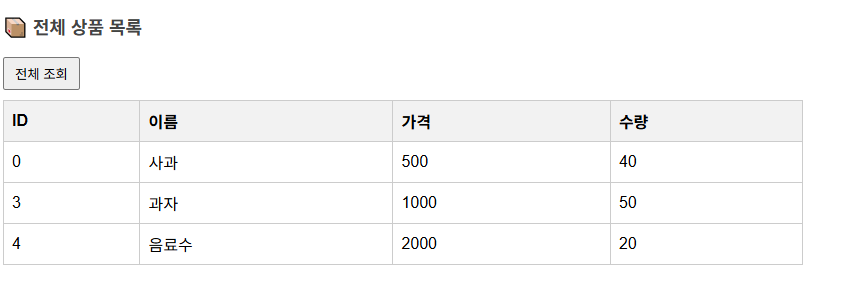 전체 상품 목록
전체 조회
ID 이름 가격 수량
0 사과 500 40
3 과자 1000 50
4 음료수 2000 20